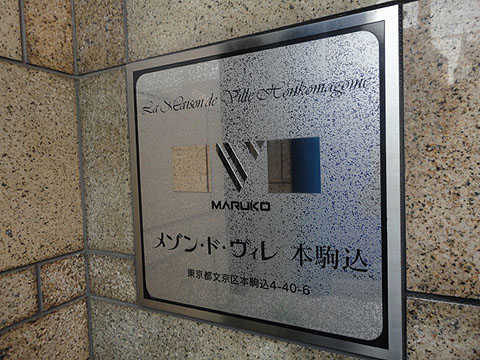 La Maison de Ville Honkomagome
MARUKO
メゾン・ド・ヴィレ 本駒込
東京都文京区本駒込4-40-6